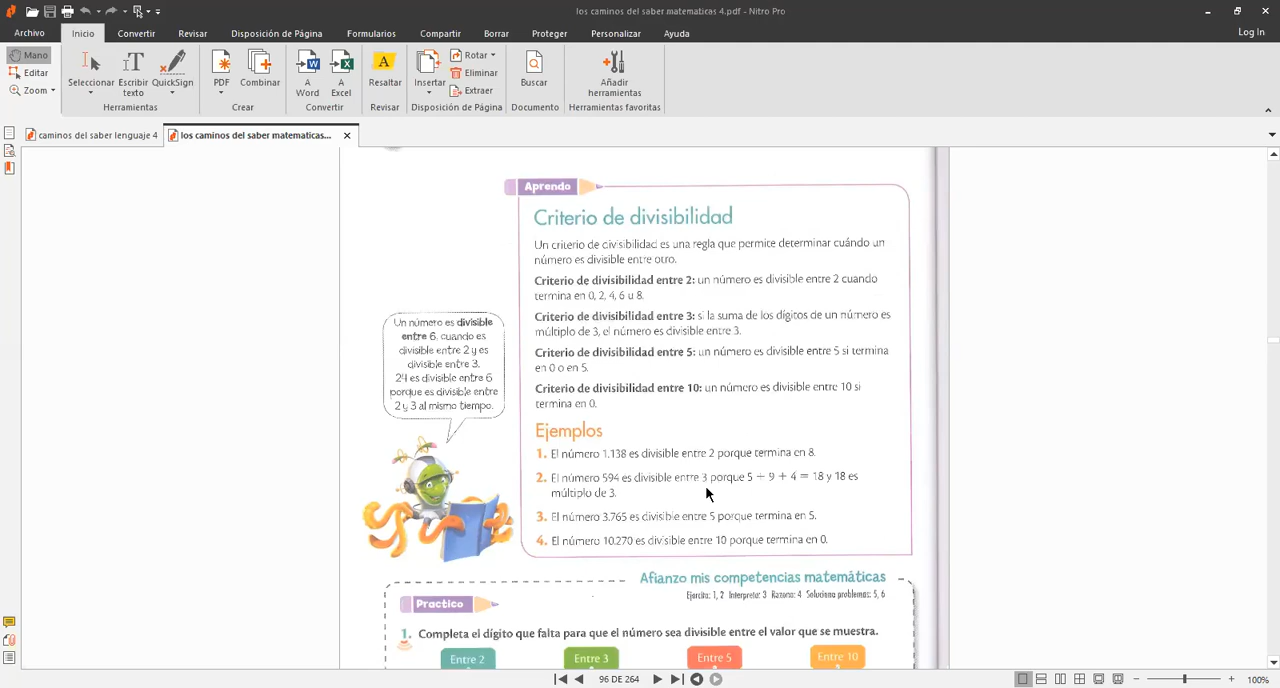 los caminos del saber matematicas 4.pdf - Nitro Pro
Archivo Inicio Convertir Revisar Disposición de Página Formularios Compartir Borrar Proteger Personalizar Ayuda Log In
Mano
Editar
Zoom
Seleccionar
Escribir texto
QuickSign
Herramientas
PDF
Combinar
Crear
A Word
A Excel
Convertir
Resaltar
Revisar
Insertar
Rotar
Eliminar
Extraer
Disposición de Página
Buscar
Documento
Añadir herramientas
Herramientas favoritas
caminos del saber lenguaje 4
los caminos del saber matematicas...
Aprendo
Criterio de divisibilidad
Un criterio de divisibilidad es una regla que permite determinar cuándo un
número es divisible entre otro.
Criterio de divisibilidad entre 2: un número es divisible entre 2 cuando
termina en 0, 2, 4, 6 u 8.
Criterio de divisibilidad entre 3: si la suma de los dígitos de un número es
múltiplo de 3, el número es divisible entre 3.
Criterio de divisibilidad entre 5: un número es divisible entre 5 si termina
en 0 o en 5.
Criterio de divisibilidad entre 10: un número es divisible entre 10 si
termina en 0.
Un número es divisible
entre 6, cuando es
divisible entre 2 y es
divisible entre 3.
24 es divisible entre 6
porque es divisible entre
2 y 3 al mismo tiempo.
Ejemplos
1. El número 1.138 es divisible entre 2 porque termina en 8.
2. El número 594 es divisible entre 3 porque 5 + 9 + 4 = 18 y 18 es
múltiplo de 3.
3. El número 3.765 es divisible entre 5 porque termina en 5.
4. El número 10.270 es divisible entre 10 porque termina en 0.
Afianzo mis competencias matemáticas
Ejercita: 1, 2 Interpreta: 3 Razona: 4 Soluciona problemas: 5, 6
Practico
1. Completa el dígito que falta para que el número sea divisible entre el valor que se muestra.
Entre 2 Entre 3 Entre 5 Entre 10
96 DE 264
100%